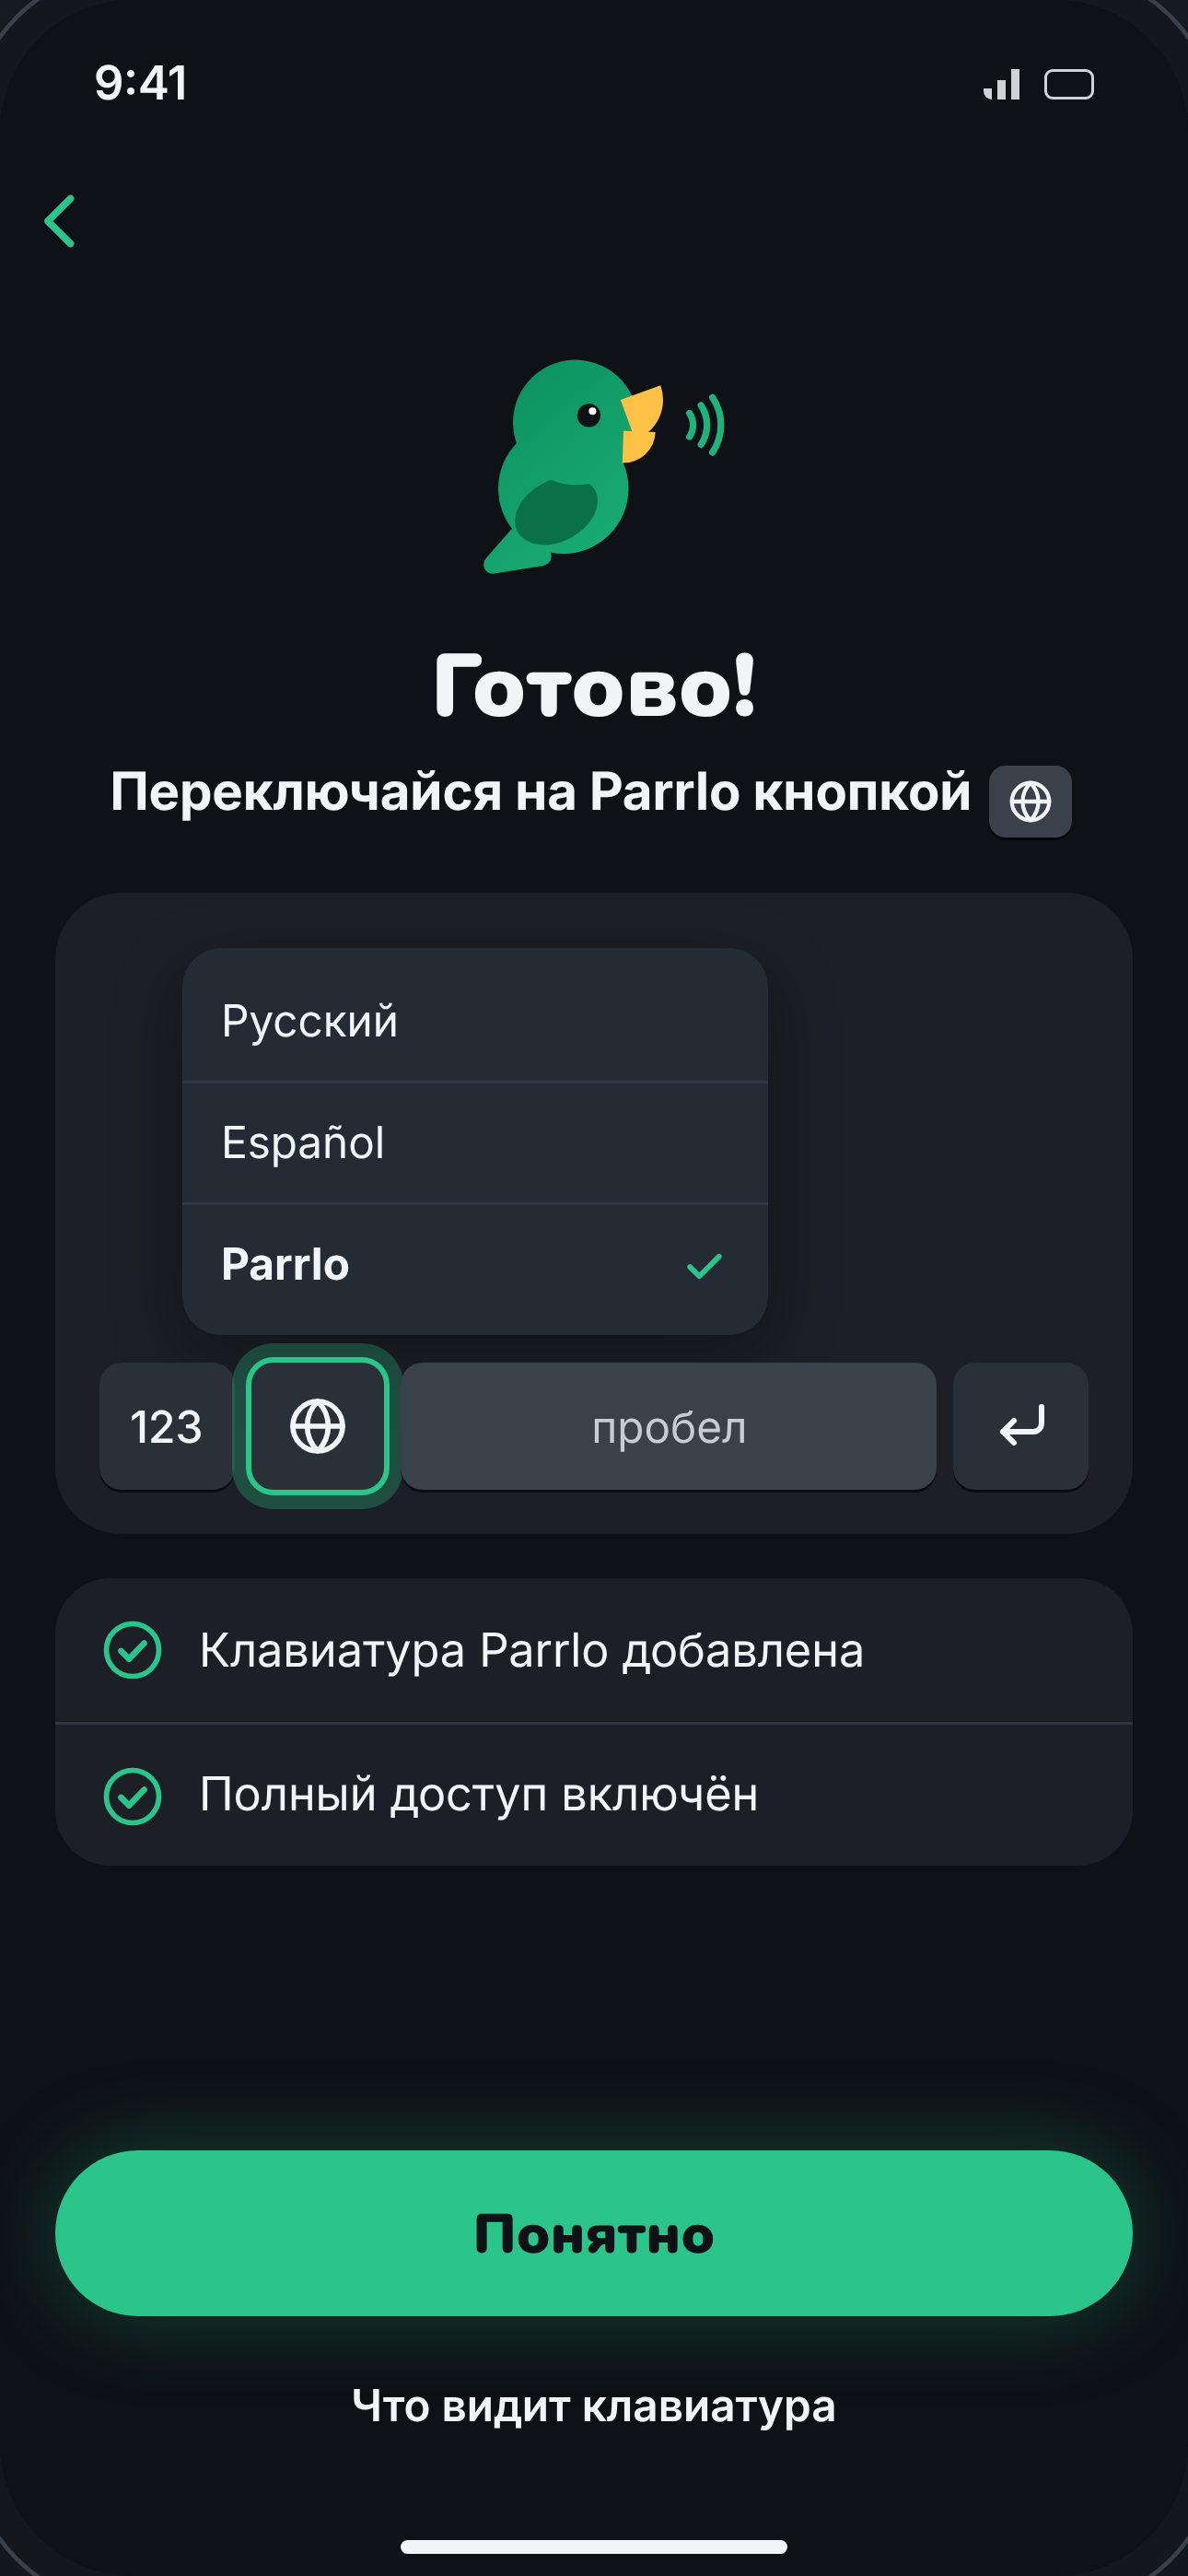 9:41
Готово!
Переключайся на Parrlo кнопкой
Русский
Español
Parrlo
123
пробел
Клавиатура Parrlo добавлена
Полный доступ включён
Понятно
Что видит клавиатура